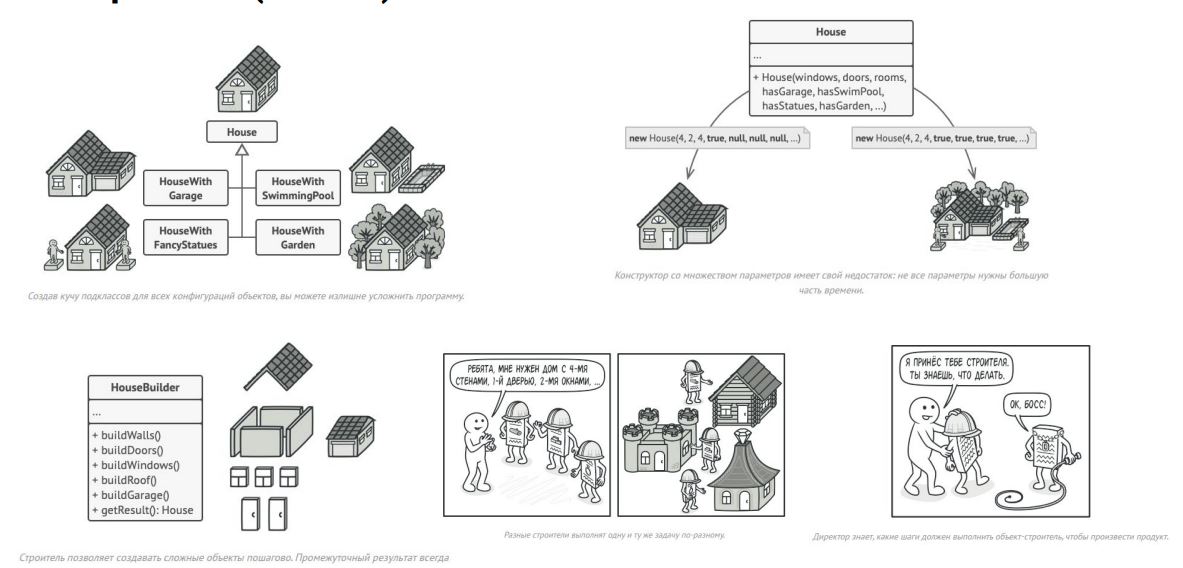 House
HouseWith
Garage
HouseWith
SwimmingPool
HouseWith
FancyStatues
HouseWith
Garden
Создав кучу подклассов для всех конфигураций объектов, вы можете излишне усложнить программу.
House
...
+ House(windows, doors, rooms,
hasGarage, hasSwimPool,
hasStatues, hasGarden, ...)
new House(4, 2, 4, true, null, null, null, ...)
new House(4, 2, 4, true, true, true, true, ...)
Конструктор со множеством параметров имеет свой недостаток: не все параметры нужны большую
часть времени.
HouseBuilder
...
+ buildWalls()
+ buildDoors()
+ buildWindows()
+ buildRoof()
+ buildGarage()
+ getResult(): House
Строитель позволяет создавать сложные объекты пошагово. Промежуточный результат всегда
РЕБЯТА, МНЕ НУЖЕН ДОМ С 4-МЯ
СТЕНАМИ, 1-Й ДВЕРЬЮ, 2-МЯ ОКНАМИ, ...
Разные строители выполнят одну и ту же задачу по-разному.
Я ПРИНЁС ТЕБЕ СТРОИТЕЛЯ.
ТЫ ЗНАЕШЬ, ЧТО ДЕЛАТЬ.
ОК, БОСС!
Директор знает, какие шаги должен выполнить объект-строитель, чтобы произвести продукт.